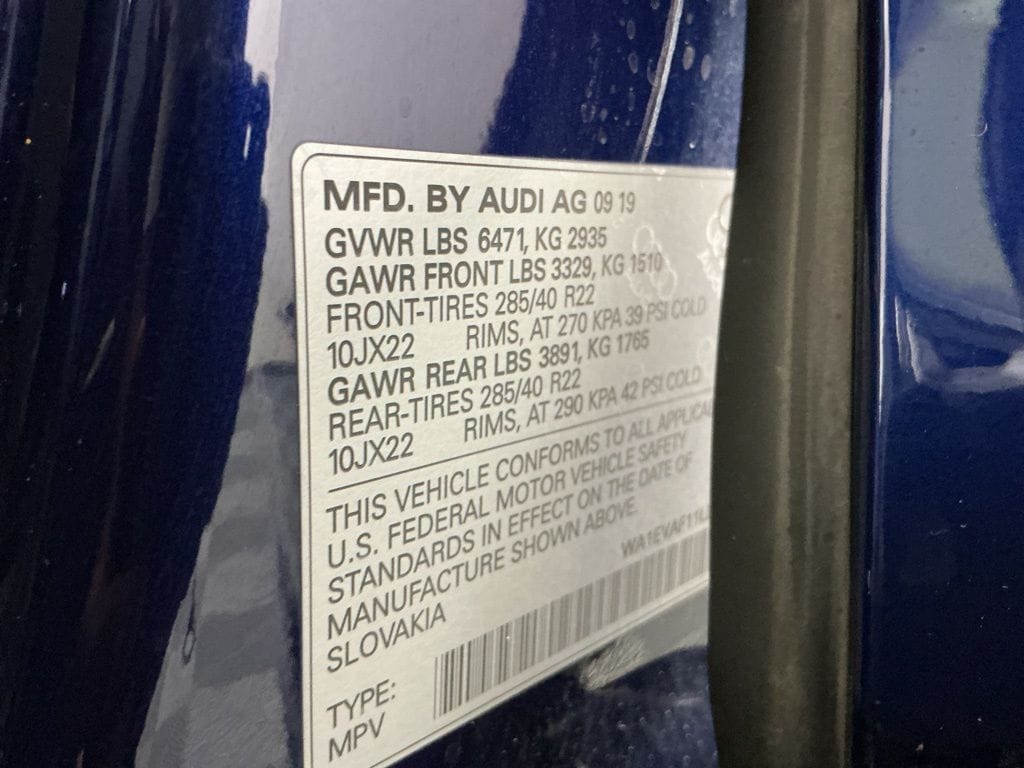 MFD. BY AUDI AG 09 19
GVWR LBS 6471, KG 2935
GAWR FRONT LBS 3329, KG 1510
FRONT-TIRES 285/40 R22
10JX22 RIMS, AT 270 KPA 39 PSI COLD
GAWR REAR LBS 3891, KG 1765
REAR-TIRES 285/40 R22
10JX22 RIMS, AT 290 KPA 42 PSI COLD
THIS VEHICLE CONFORMS TO ALL
U.S. FEDERAL MOTOR VEHICLE SAFETY
STANDARDS IN EFFECT ON THE DATE OF
MANUFACTURE SHOWN ABOVE.
SLOVAKIA
TYPE:
MPV